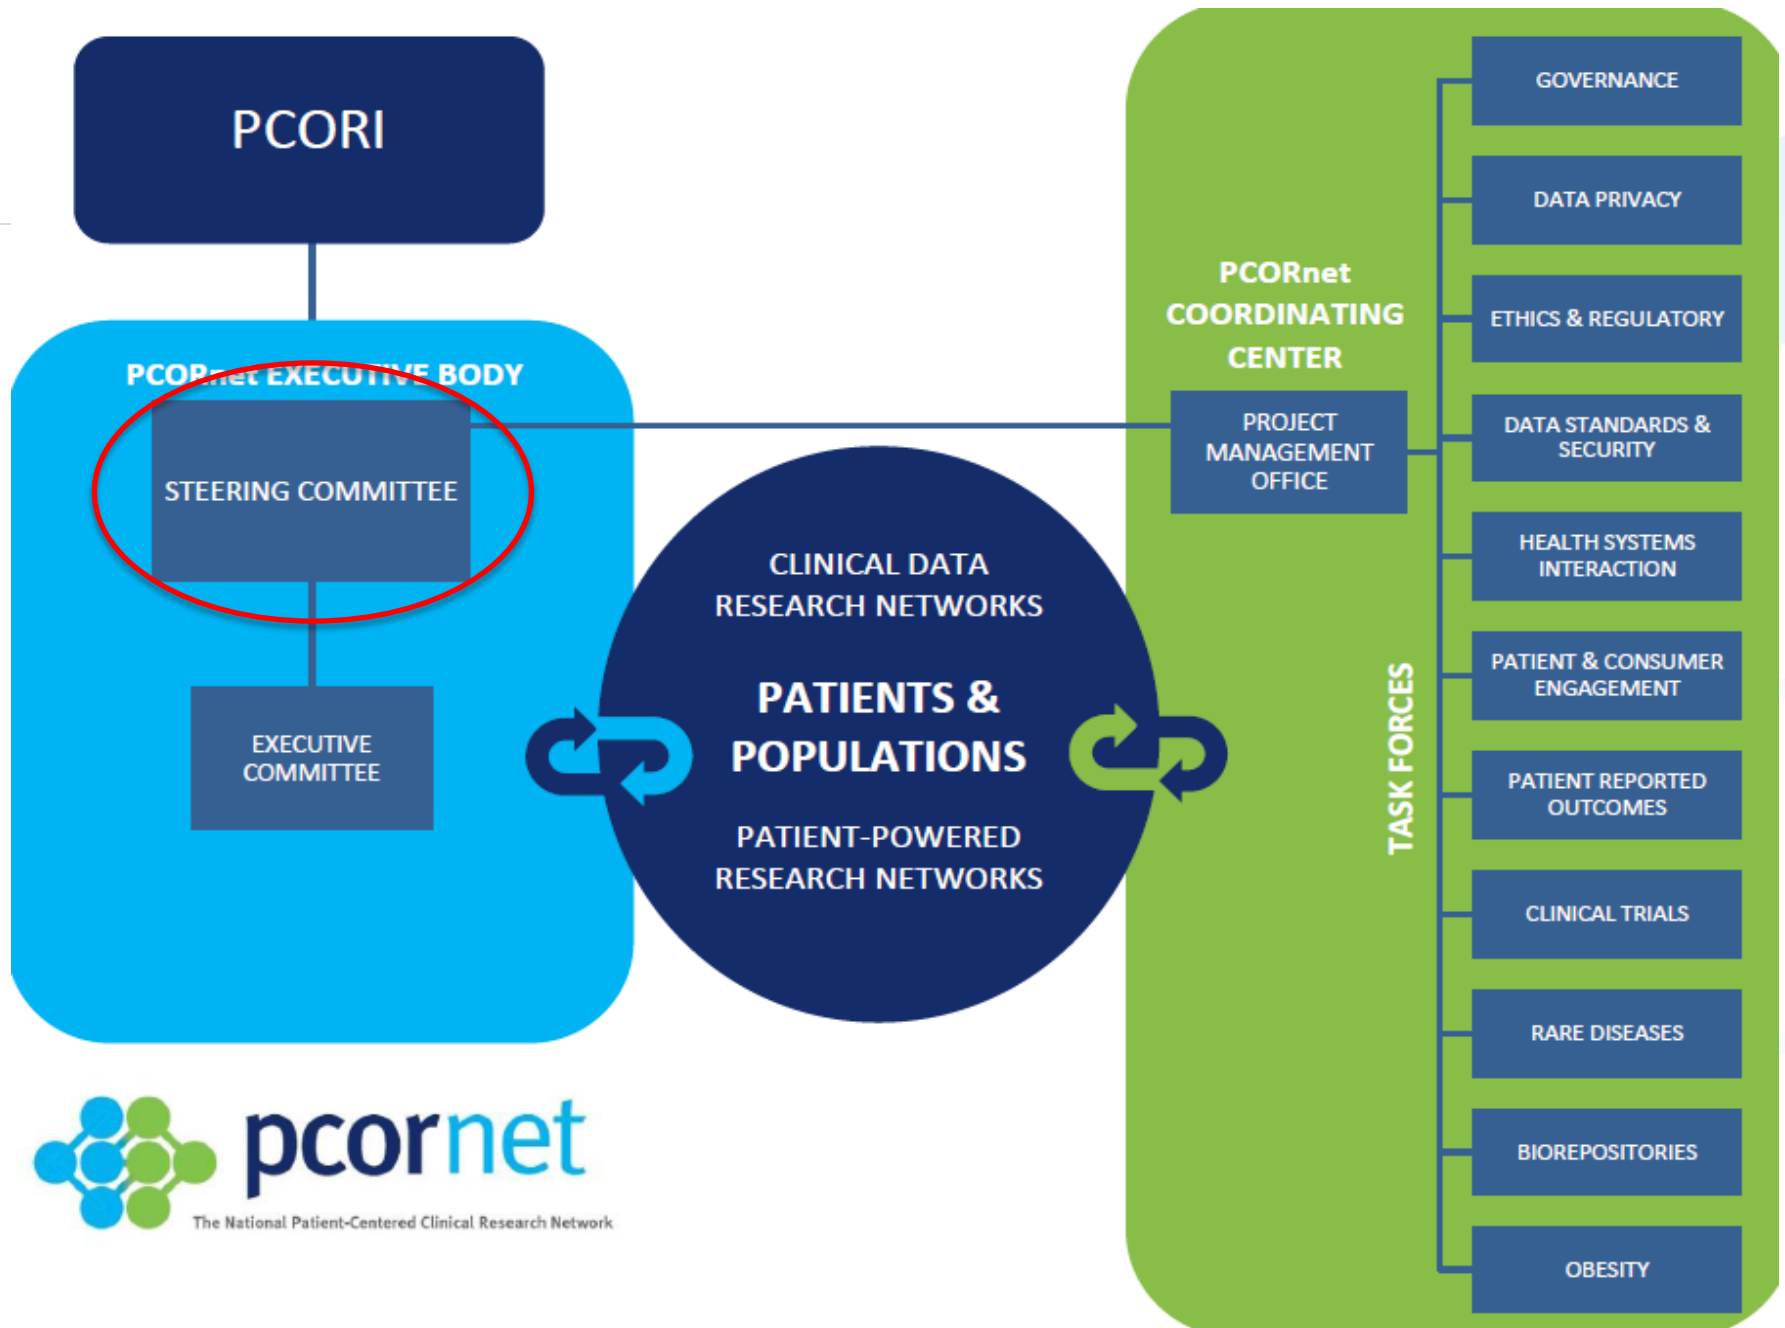 PCORI
PCORnet EXECUTIVE BODY
STEERING COMMITTEE
EXECUTIVE
COMMITTEE
CLINICAL DATA
RESEARCH NETWORKS
PATIENTS &
POPULATIONS
PATIENT-POWERED
RESEARCH NETWORKS
PCORnet
COORDINATING
CENTER
PROJECT
MANAGEMENT
OFFICE
TASK FORCES
GOVERNANCE
DATA PRIVACY
ETHICS & REGULATORY
DATA STANDARDS &
SECURITY
HEALTH SYSTEMS
INTERACTION
PATIENT & CONSUMER
ENGAGEMENT
PATIENT REPORTED
OUTCOMES
CLINICAL TRIALS
RARE DISEASES
BIOREPOSITORIES
OBESITY
pcornet
The National Patient-Centered Clinical Research Network